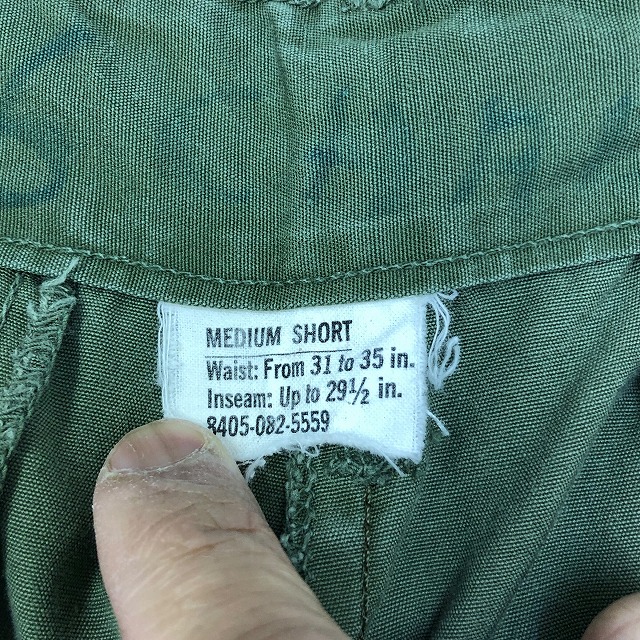 MEDIUM SHORT
Waist: From 31 to 35 in.
Inseam: Up to 29½ in.
8405-082-5559